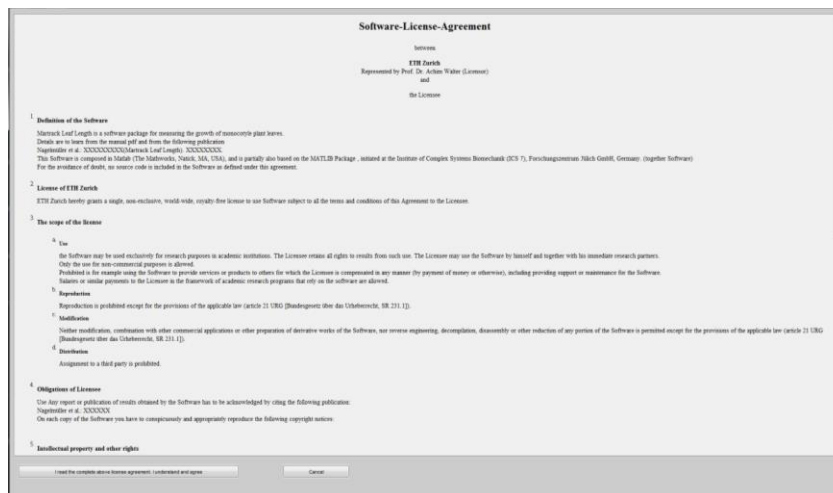 Software-License-Agreement
between
ETH Zurich
Represented by Prof. Dr. Achim Walter (Licensor)
and
the Licensee
1. Definition of the Software
Martrack Leaf Length is a software package for measuring the growth of monocotyle plant leaves.
Details are to learn from the manual pdf and from the following publication
Nagelmüller et al.: XXXXXXXXX(Martrack Leaf Length). XXXXXXXX.
This Software is composed in Matlab (The Mathworks, Natick, MA, USA), and is partially also based on the MATLIB Package , initiated at the Institute of Complex Systems Biomechanik (ICS 7), Forschungszentrum Jülich GmbH, Germany. (together Software)
For the avoidance of doubt, no source code is included in the Software as defined under this agreement.
2. License of ETH Zurich
ETH Zurich hereby grants a single, non-exclusive, world-wide, royalty-free license to use Software subject to all the terms and conditions of this Agreement to the Licensee.
3. The scope of the license
a. Use
the Software may be used exclusively for research purposes in academic institutions. The Licensee retains all rights to results from such use. The Licensee may use the Software by himself and together with his immediate research partners.
Only the use for non-commercial purposes is allowed.
Prohibited is for example using the Software to provide services or products to others for which the Licensee is compensated in any manner (by payment of money or otherwise), including providing support or maintenance for the Software.
Salaries or similar payments to the Licensee in the framework of academic research programs that rely on the software are allowed.
b. Reproduction
Reproduction is prohibited except for the provisions of the applicable law (article 21 URG [Bundesgesetz über das Urheberrecht, SR 231.1]).
c. Modification
Neither modification, combination with other commercial applications or other preparation of derivative works of the Software, nor reverse engineering, decompilation, disassembly or other reduction of any portion of the Software is permitted except for the provisions of the applicable law (article 21 URG
[Bundesgesetz über das Urheberrecht, SR 231.1]).
d. Distribution
Assignment to a third party is prohibited.
4. Obligations of Licensee
Use Any report or publication of results obtained by the Software has to be acknowledged by citing the following publication:
Nagelmüller et al.: XXXXXX
On each copy of the Software you have to conspicuously and appropriately reproduce the following copyright notices:
5. Intellectual property and other rights
I read the complete above license agreement. I understand and agree
Cancel